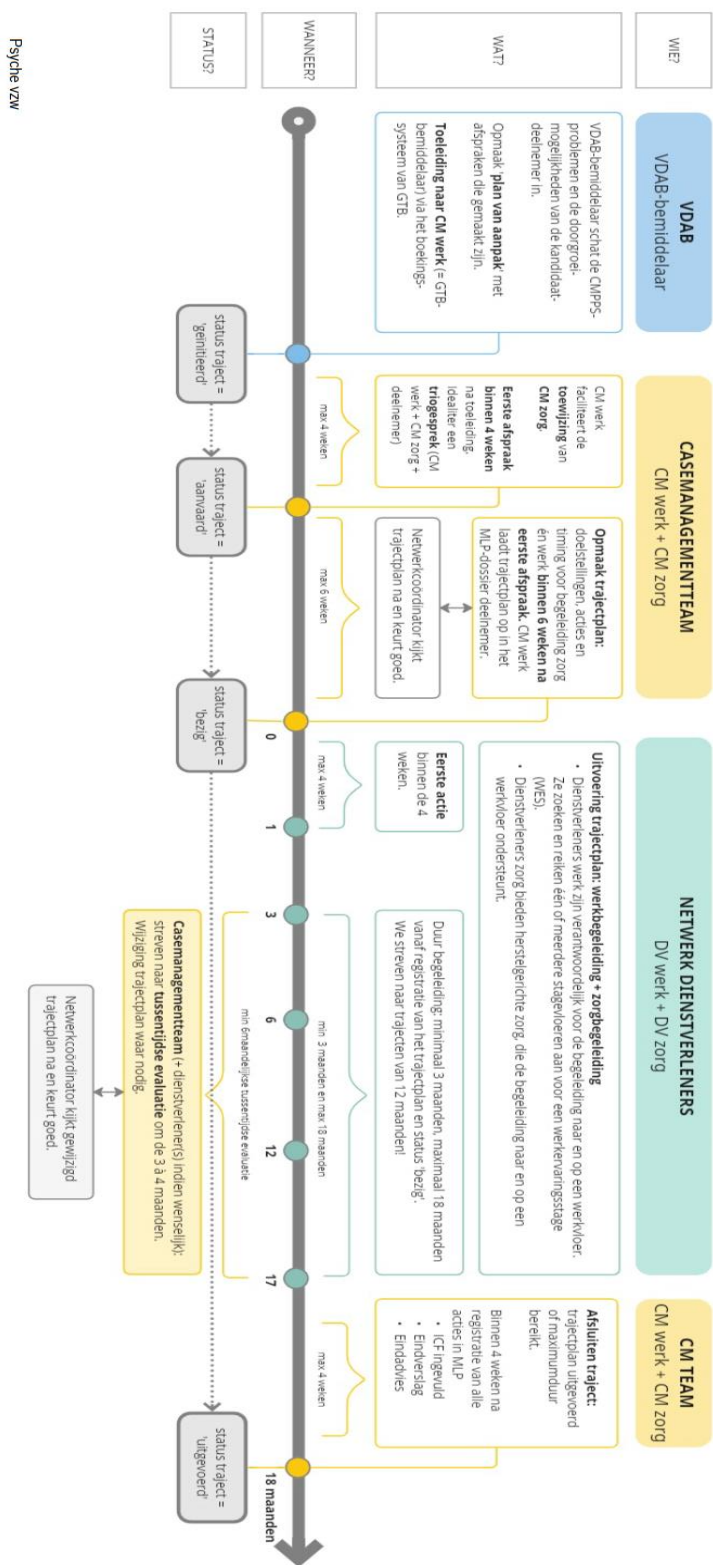 WIE?
VDAB
VDAB-bemiddelaar
CASEMANAGEMENTTEAM
CM werk + CM zorg
NETWERK DIENSTVERLENERS
DV werk + DV zorg
CM TEAM
CM werk + CM zorg
WAT?
VDAB-bemiddelaar schat de CMPPS-
problemen en de doorgroei-
mogelijkheden van de kandidaat-
deelnemer in.
Opmaak 'plan van aanpak' met
afspraken die gemaakt zijn.
Toeleiding naar CM werk (= GTB-
bemiddelaar) via het boekings-
systeem van GTB.
CM werk
faciliteert de
toewijzing van
CM zorg.
Eerste afspraak
binnen 4 weken
na toeleiding.
Idealiter een
triogesprek (CM
werk + CM zorg +
deelnemer)
Opmaak trajectplan:
doelstellingen, acties en
timing voor begeleiding zorg
én werk binnen 6 weken na
eerste afspraak. CM werk
laadt trajectplan op in het
MLP-dossier deelnemer.
Netwerkcoördinator kijkt
trajectplan na en keurt goed.
Uitvoering trajectplan: werkbegeleiding + zorgbegeleiding
• Dienstverleners werk zijn verantwoordelijk voor de begeleiding naar en op een werkvloer.
Ze zoeken en reiken één of meerdere stagevloeren aan voor een werkervaringsstage
(WES).
• Dienstverleners zorg bieden herstelgerichte zorg, die de begeleiding naar en op een
werkvloer ondersteunt.
Eerste actie
binnen de 4
weken.
Duur begeleiding: minimaal 3 maanden, maximaal 18 maanden
vanaf registratie van het trajectplan en status 'bezig'.
We streven naar trajecten van 12 maanden!
Afsluiten traject:
trajectplan uitgevoerd
of maximumduur
bereikt.
Binnen 4 weken na
registratie van alle
acties in MLP
• ICF ingevuld
• Eindverslag
• Eindadvies
WANNEER?
max 4 weken
max 6 weken
max 4 weken
min 3 maanden en max 18 maanden
max 4 weken
0
1
3
6
12
17
18 maanden
min 6maandelijkse tussentijdse evaluatie
STATUS?
status traject =
'geïnitieerd'
status traject =
'aanvaard'
status traject =
'bezig'
status traject =
'uitgevoerd'
Casemanagementteam (+ dienstverlener(s) indien wenselijk):
streven naar tussentijdse evaluatie om de 3 à 4 maanden.
Wijziging trajectplan waar nodig.
Netwerkcoördinator kijkt gewijzigd
trajectplan na en keurt goed.
Psyche vzw